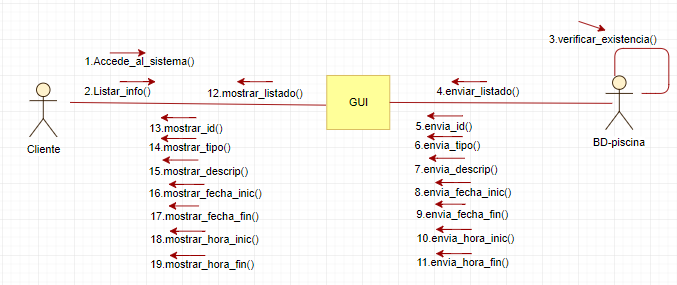 3.verificar_existencia()
1.Accede_al_sistema()
2.Listar_info()
12.mostrar_listado()
GUI
4.enviar_listado()
Cliente
BD-piscina
13.mostrar_id()
14.mostrar_tipo()
15.mostrar_descrip()
16.mostrar_fecha_inic()
17.mostrar_fecha_fin()
18.mostrar_hora_inic()
19.mostrar_hora_fin()
5.envia_id()
6.envia_tipo()
7.envia_descrip()
8.envia_fecha_inic()
9.envia_fecha_fin()
10.envia_hora_inic()
11.envia_hora_fin()